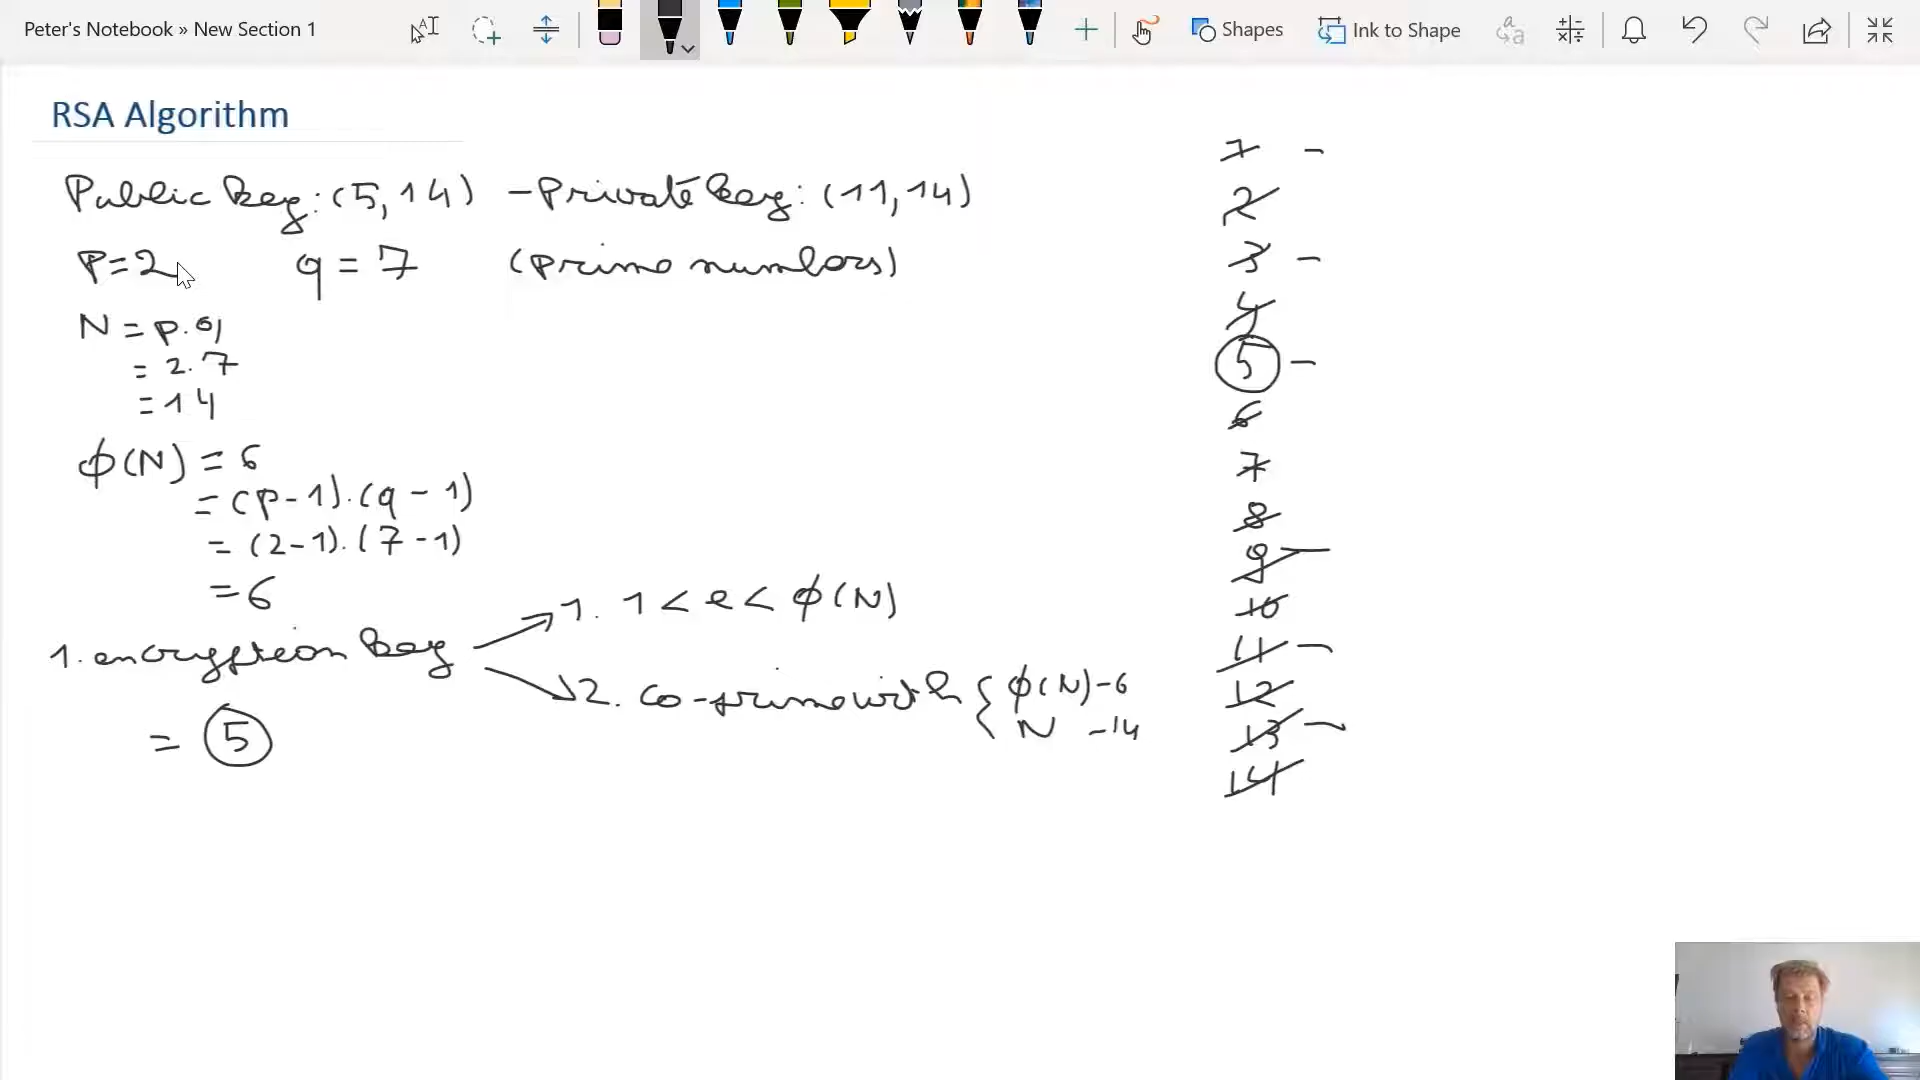 Peter's Notebook » New Section 1
Shapes
Ink to Shape
RSA Algorithm
Public key: (5, 14) - Private key: (11, 14)
P = 2 q = 7 (prime numbers)
N = p.q
= 2.7
= 14
ϕ(N) = 6
= (p-1).(q-1)
= (2-1).(7-1)
= 6
1. encryption key
1. 1 < e < ϕ(N)
2. co-prime with { ϕ(N) - 6
N - 14
= 5
1 -
2
3 -
4
5 -
6
7
8
9 -
10
11 -
12
13 -
14